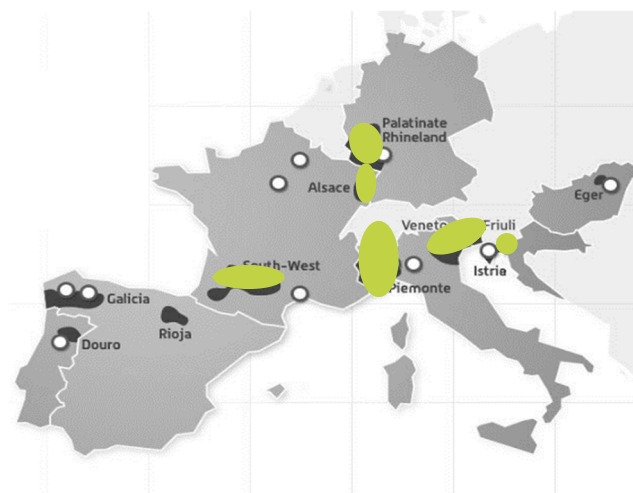 Palatinate
Rhineland
Alsace
Eger
Veneto
Friuli
South-West
Istria
Piemonte
Galicia
Rioja
Douro